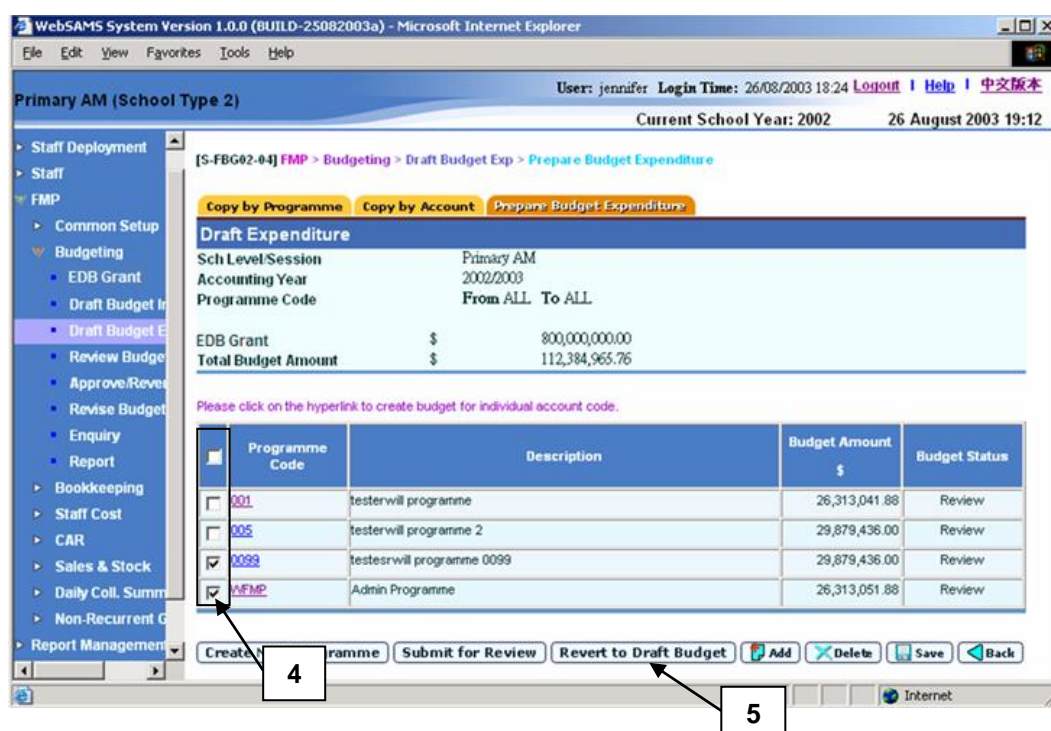 WebSAMS System Version 1.0.0 (BUILD-25082003a) - Microsoft Internet Explorer
File Edit View Favorites Tools Help
User: jennifer Login Time: 26/08/2003 18:24 Logout | Help | 中文版本
Primary AM (School Type 2)
Current School Year: 2002 26 August 2003 19:12
Staff Deployment
Staff
FMP
Common Setup
Budgeting
EDB Grant
Draft Budget In
Draft Budget E
Review Budge
Approve/Rever
Revise Budget
Enquiry
Report
Bookkeeping
Staff Cost
CAR
Sales & Stock
Daily Coll. Summ
Non-Recurrent G
Report Management
[S-FBG02-04] FMP > Budgeting > Draft Budget Exp > Prepare Budget Expenditure
Copy by Programme Copy by Account Prepare Budget Expenditure
Draft Expenditure
Sch Level/Session Primary AM
Accounting Year 2002/2003
Programme Code From ALL To ALL
EDB Grant $ 800,000,000.00
Total Budget Amount $ 112,384,965.76
Please click on the hyperlink to create budget for individual account code.
Programme Code Description Budget Amount $ Budget Status
001 testerwill programme 26,313,041.88 Review
005 testerwill programme 2 29,879,436.00 Review
0099 testesrwill programme 0099 29,879,436.00 Review
WFMP Admin Programme 26,313,051.88 Review
Create N ramme Submit for Review Revert to Draft Budget Add Delete Save Back
4
5
Internet